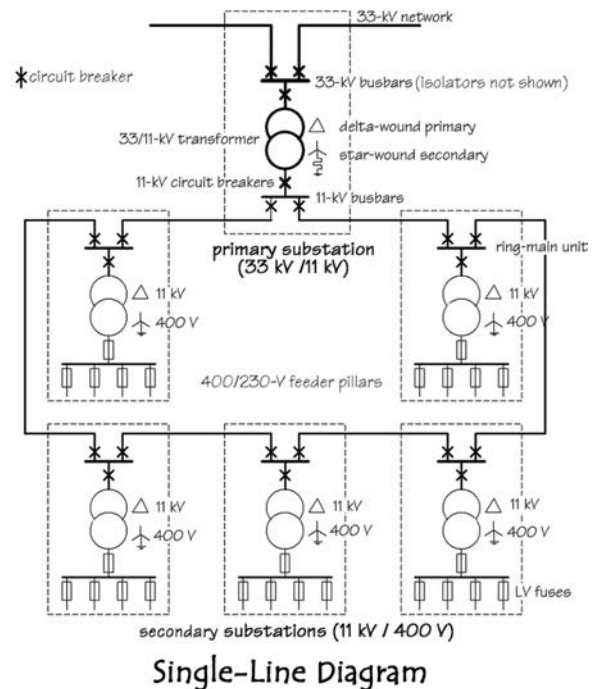 33-kV network
circuit breaker
33-kV busbars (isolators not shown)
33/11-kV transformer
delta-wound primary
star-wound secondary
11-kV circuit breakers
11-kV busbars
primary substation
(33 kV /11 kV)
ring-main unit
11 kV
400 V
11 kV
400 V
400/230-V feeder pillars
11 kV
400 V
11 kV
400 V
11 kV
400 V
LV fuses
secondary substations (11 kV / 400 V)
Single-Line Diagram